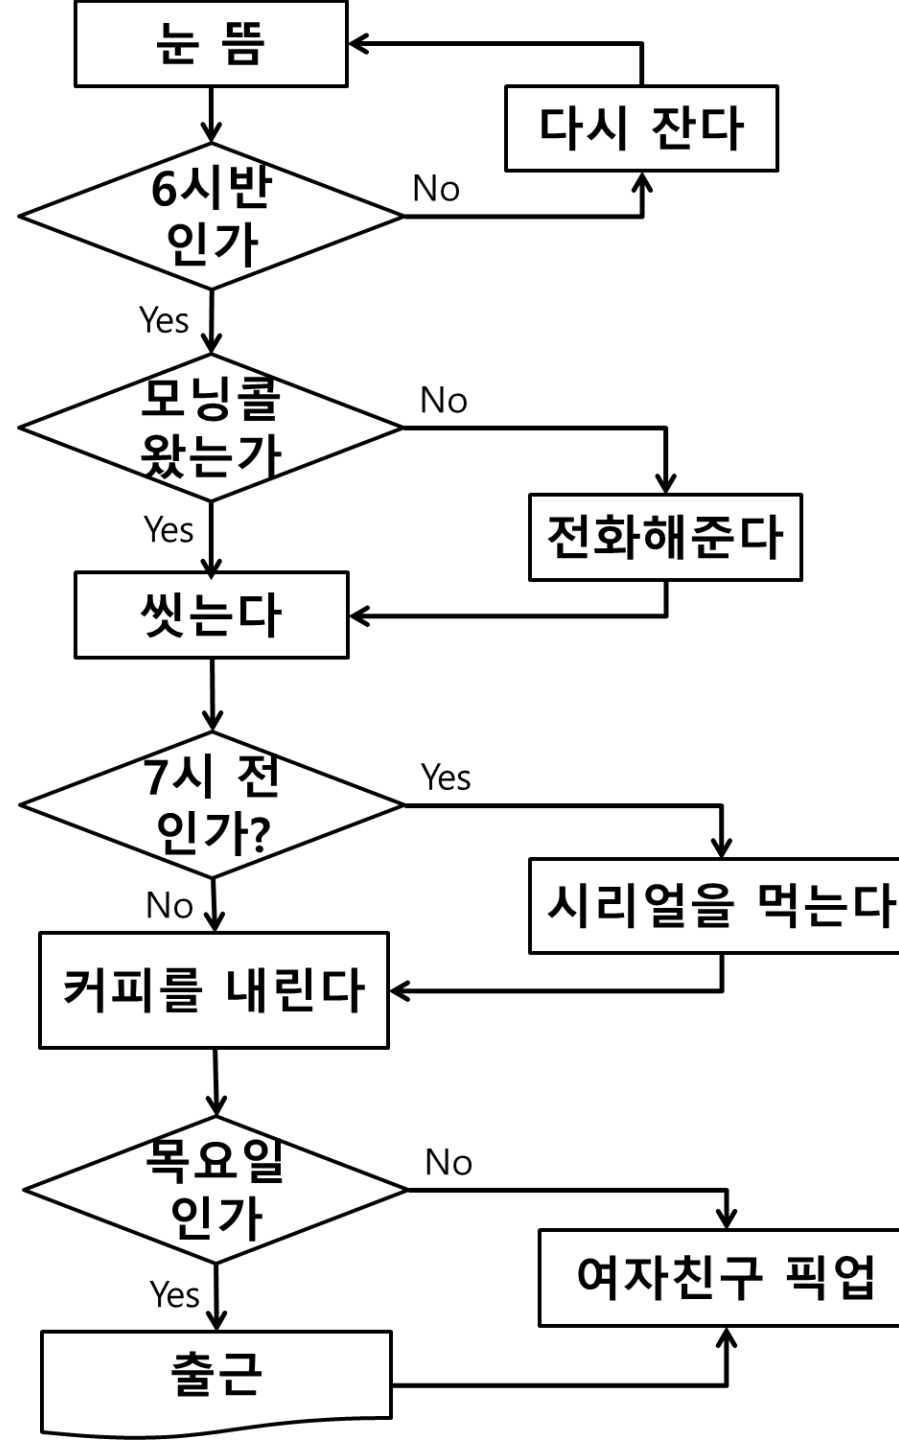 눈 뜸
다시 잔다
6시반
인가
No
Yes
모닝콜
왔는가
No
Yes
전화해준다
씻는다
7시 전
인가?
Yes
No
시리얼을 먹는다
커피를 내린다
목요일
인가
No
Yes
여자친구 픽업
출근